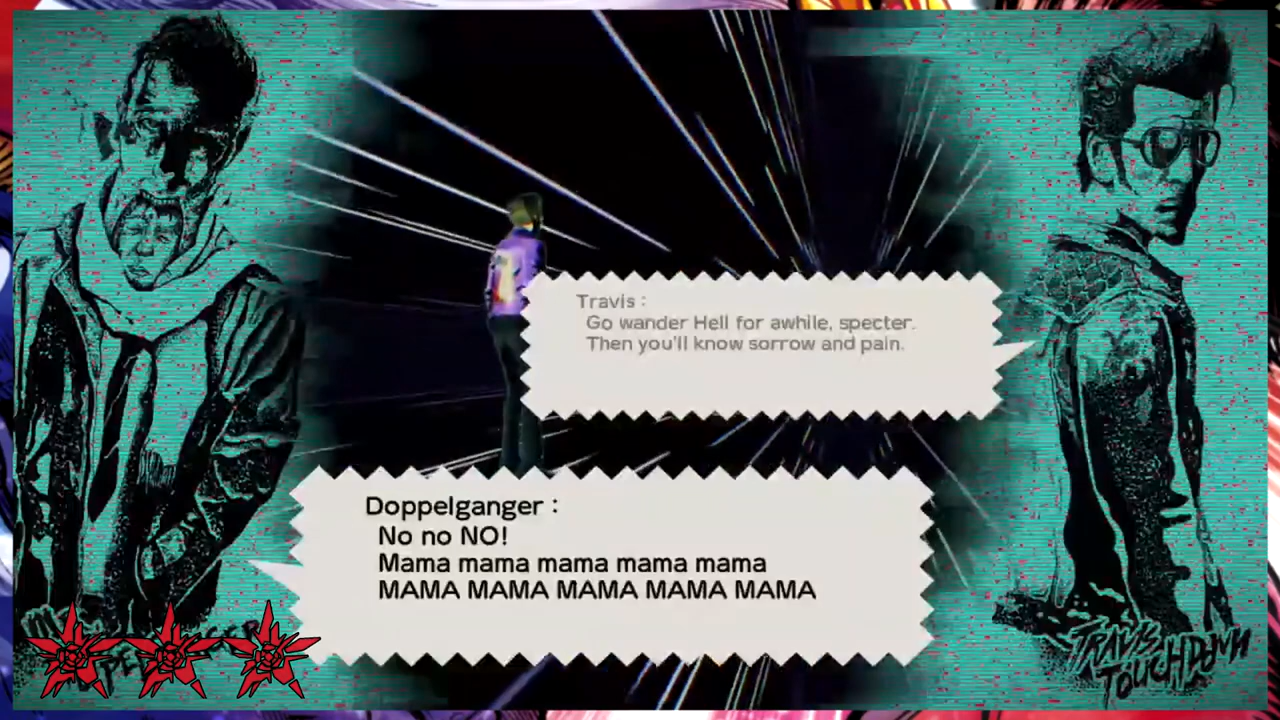 Travis :
Go wander Hell for awhile, specter.
Then you'll know sorrow and pain.
Doppelganger :
No no NO!
Mama mama mama mama mama
MAMA MAMA MAMA MAMA MAMA
TRAVIS
TOUCHDOWN